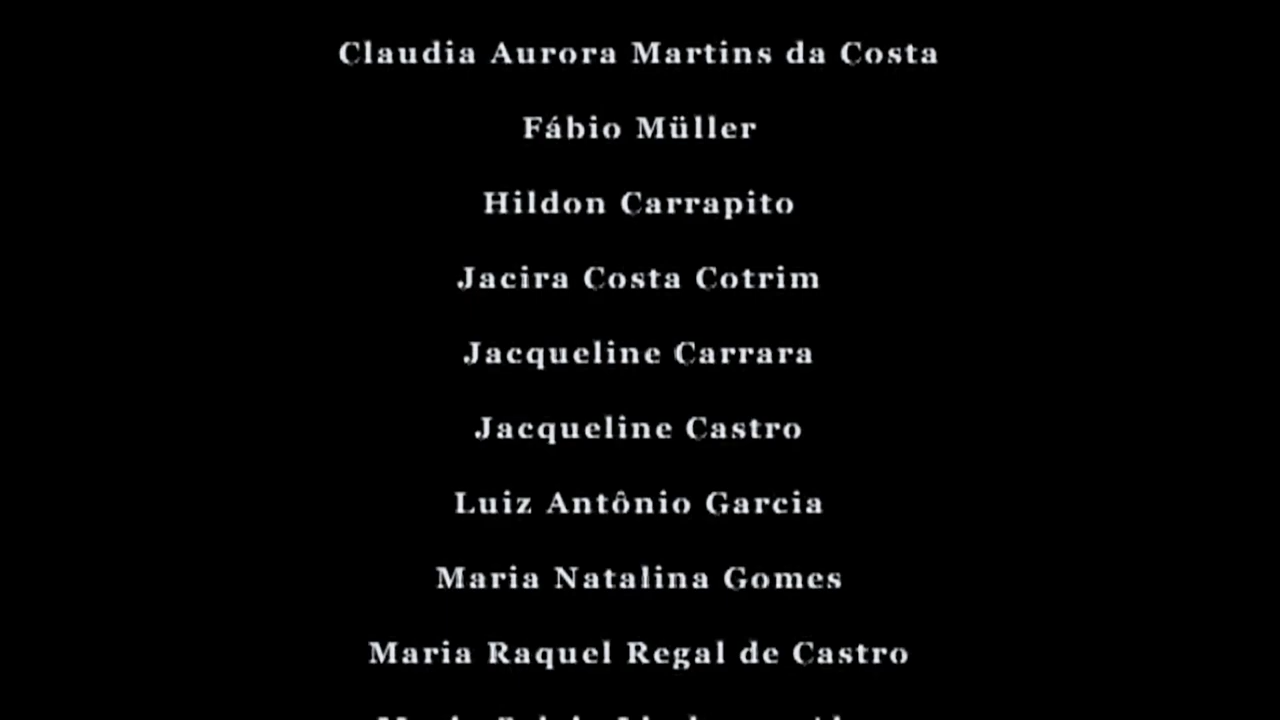 Claudia Aurora Martins da Costa
Fábio Müller
Hildon Carrapito
Jacira Costa Cotrim
Jacqueline Carrara
Jacqueline Castro
Luiz Antônio Garcia
Maria Natalina Gomes
Maria Raquel Regal de Castro